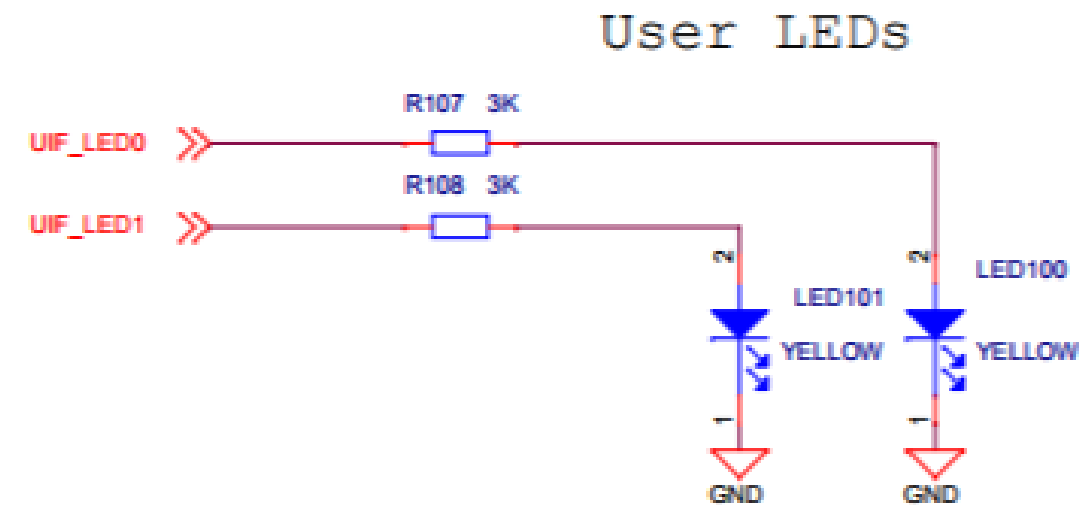 User LEDs
R107 3K
UIF_LED0
R108 3K
UIF_LED1
2 2
LED100
LED101
YELLOW YELLOW
1 1
GND GND